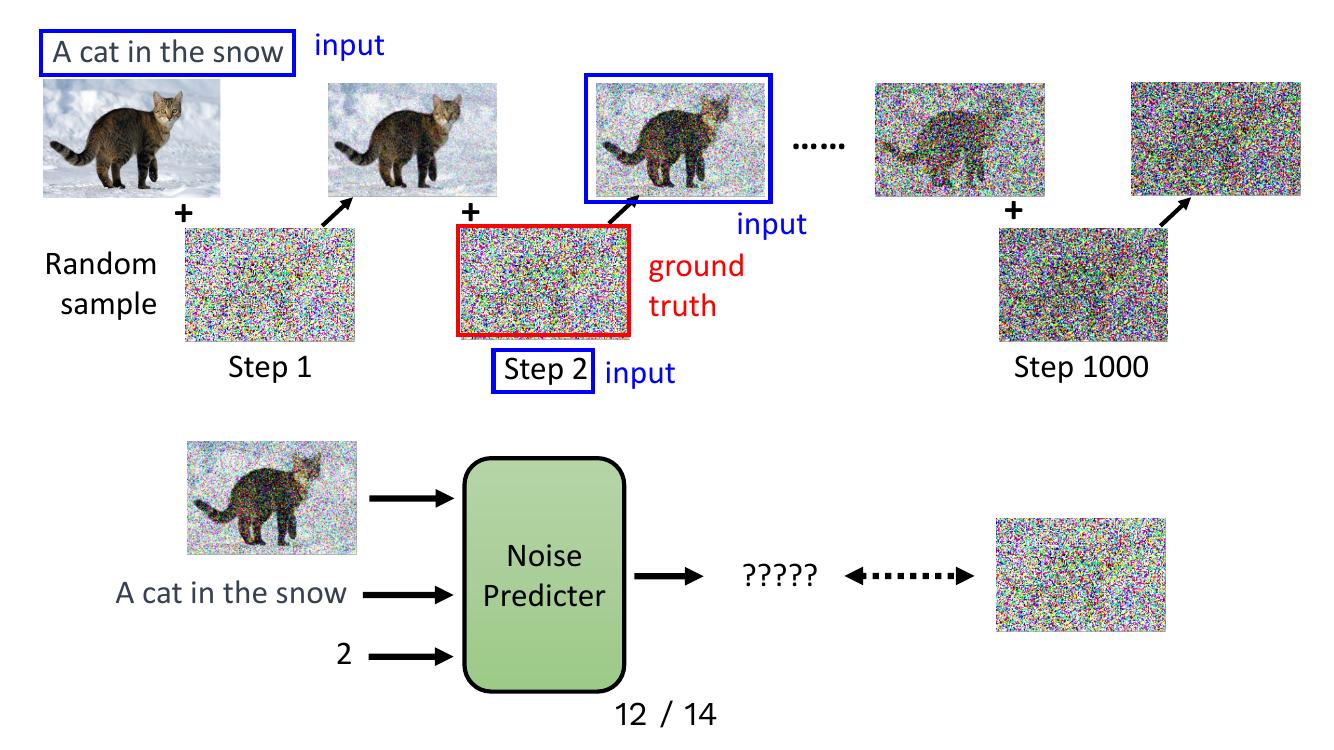 A cat in the snow
input
......
input
Random
sample
ground
truth
Step 1
Step 2
input
Step 1000
+
+
+
Noise
Predicter
A cat in the snow
2
?????
12 / 14